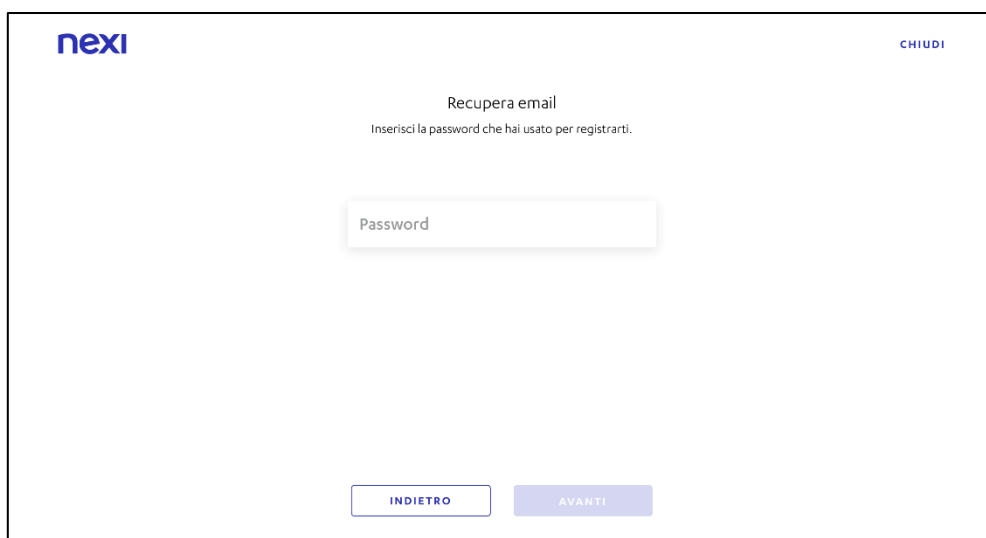 nexi
CHIUDI
Recupera email
Inserisci la password che hai usato per registrarti.
Password
INDIETRO
AVANTI